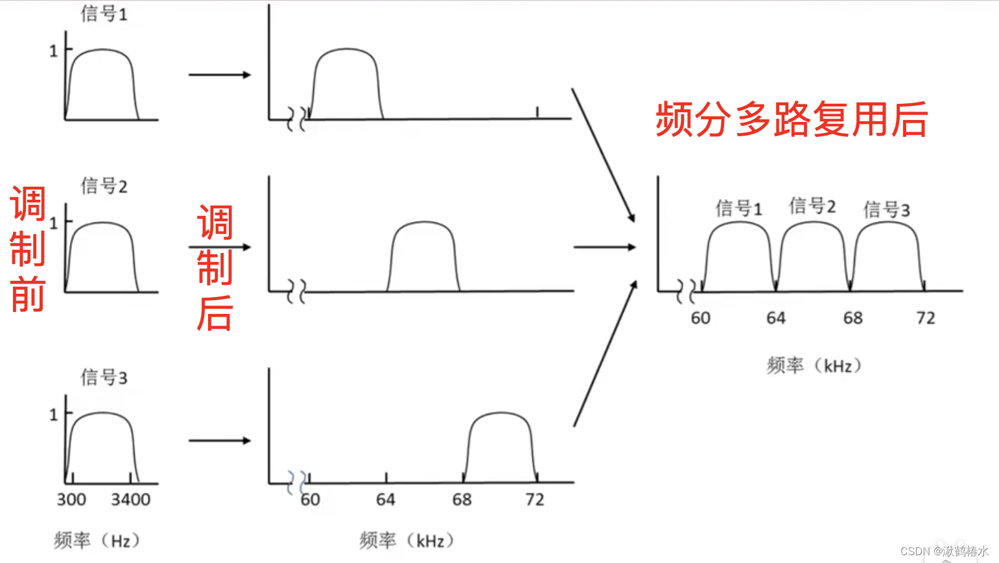 信号1
1
频分多路复用后
信号2
1
调制前
调制后
信号1
信号2
信号3
60
64
68
72
频率（kHz）
信号3
1
300
3400
频率（Hz）
60
64
68
72
频率（kHz）
CSDN @湫鹤椿水